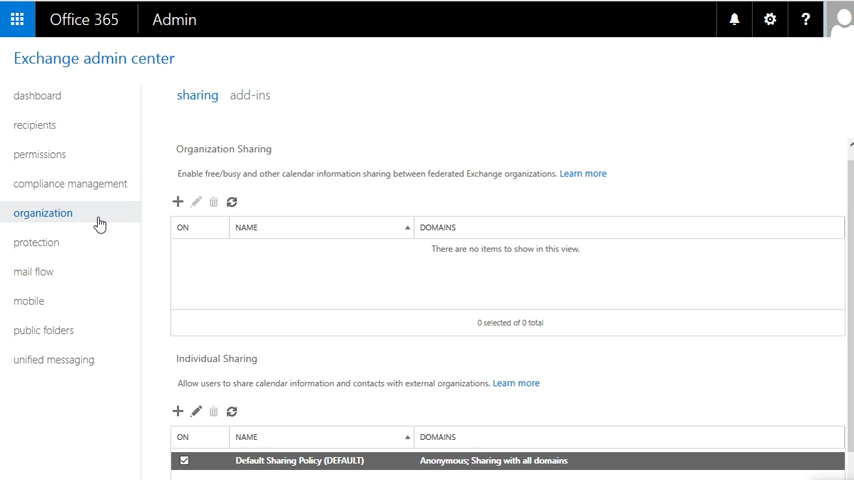 Office 365 Admin ?
Exchange admin center
dashboard
recipients
permissions
compliance management
organization
protection
mail flow
mobile
public folders
unified messaging
sharing add-ins
Organization Sharing
Enable free/busy and other calendar information sharing between federated Exchange organizations. Learn more
ON NAME DOMAINS
There are no items to show in this view.
0 selected of 0 total
Individual Sharing
Allow users to share calendar information and contacts with external organizations. Learn more
ON NAME DOMAINS
Default Sharing Policy (DEFAULT) Anonymous; Sharing with all domains